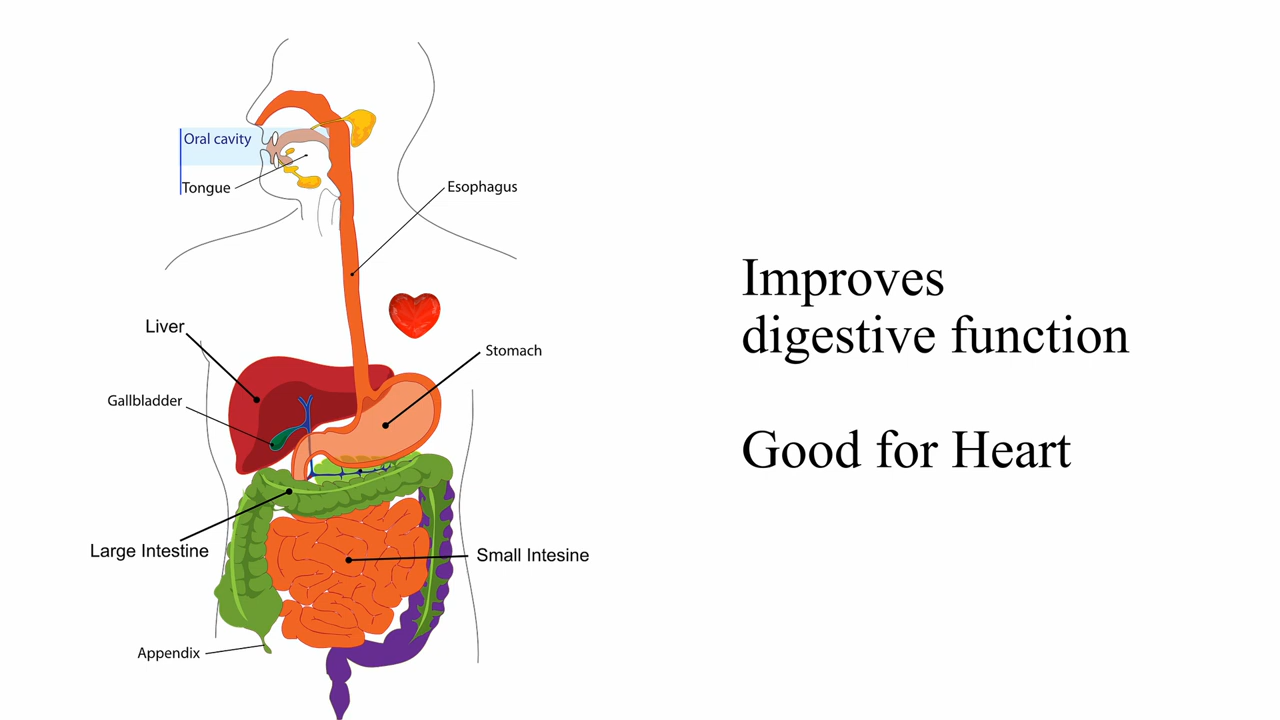 Oral cavity
Tongue
Esophagus
Liver
Stomach
Gallbladder
Large Intestine
Small Intesine
Appendix
Improves
digestive function
Good for Heart